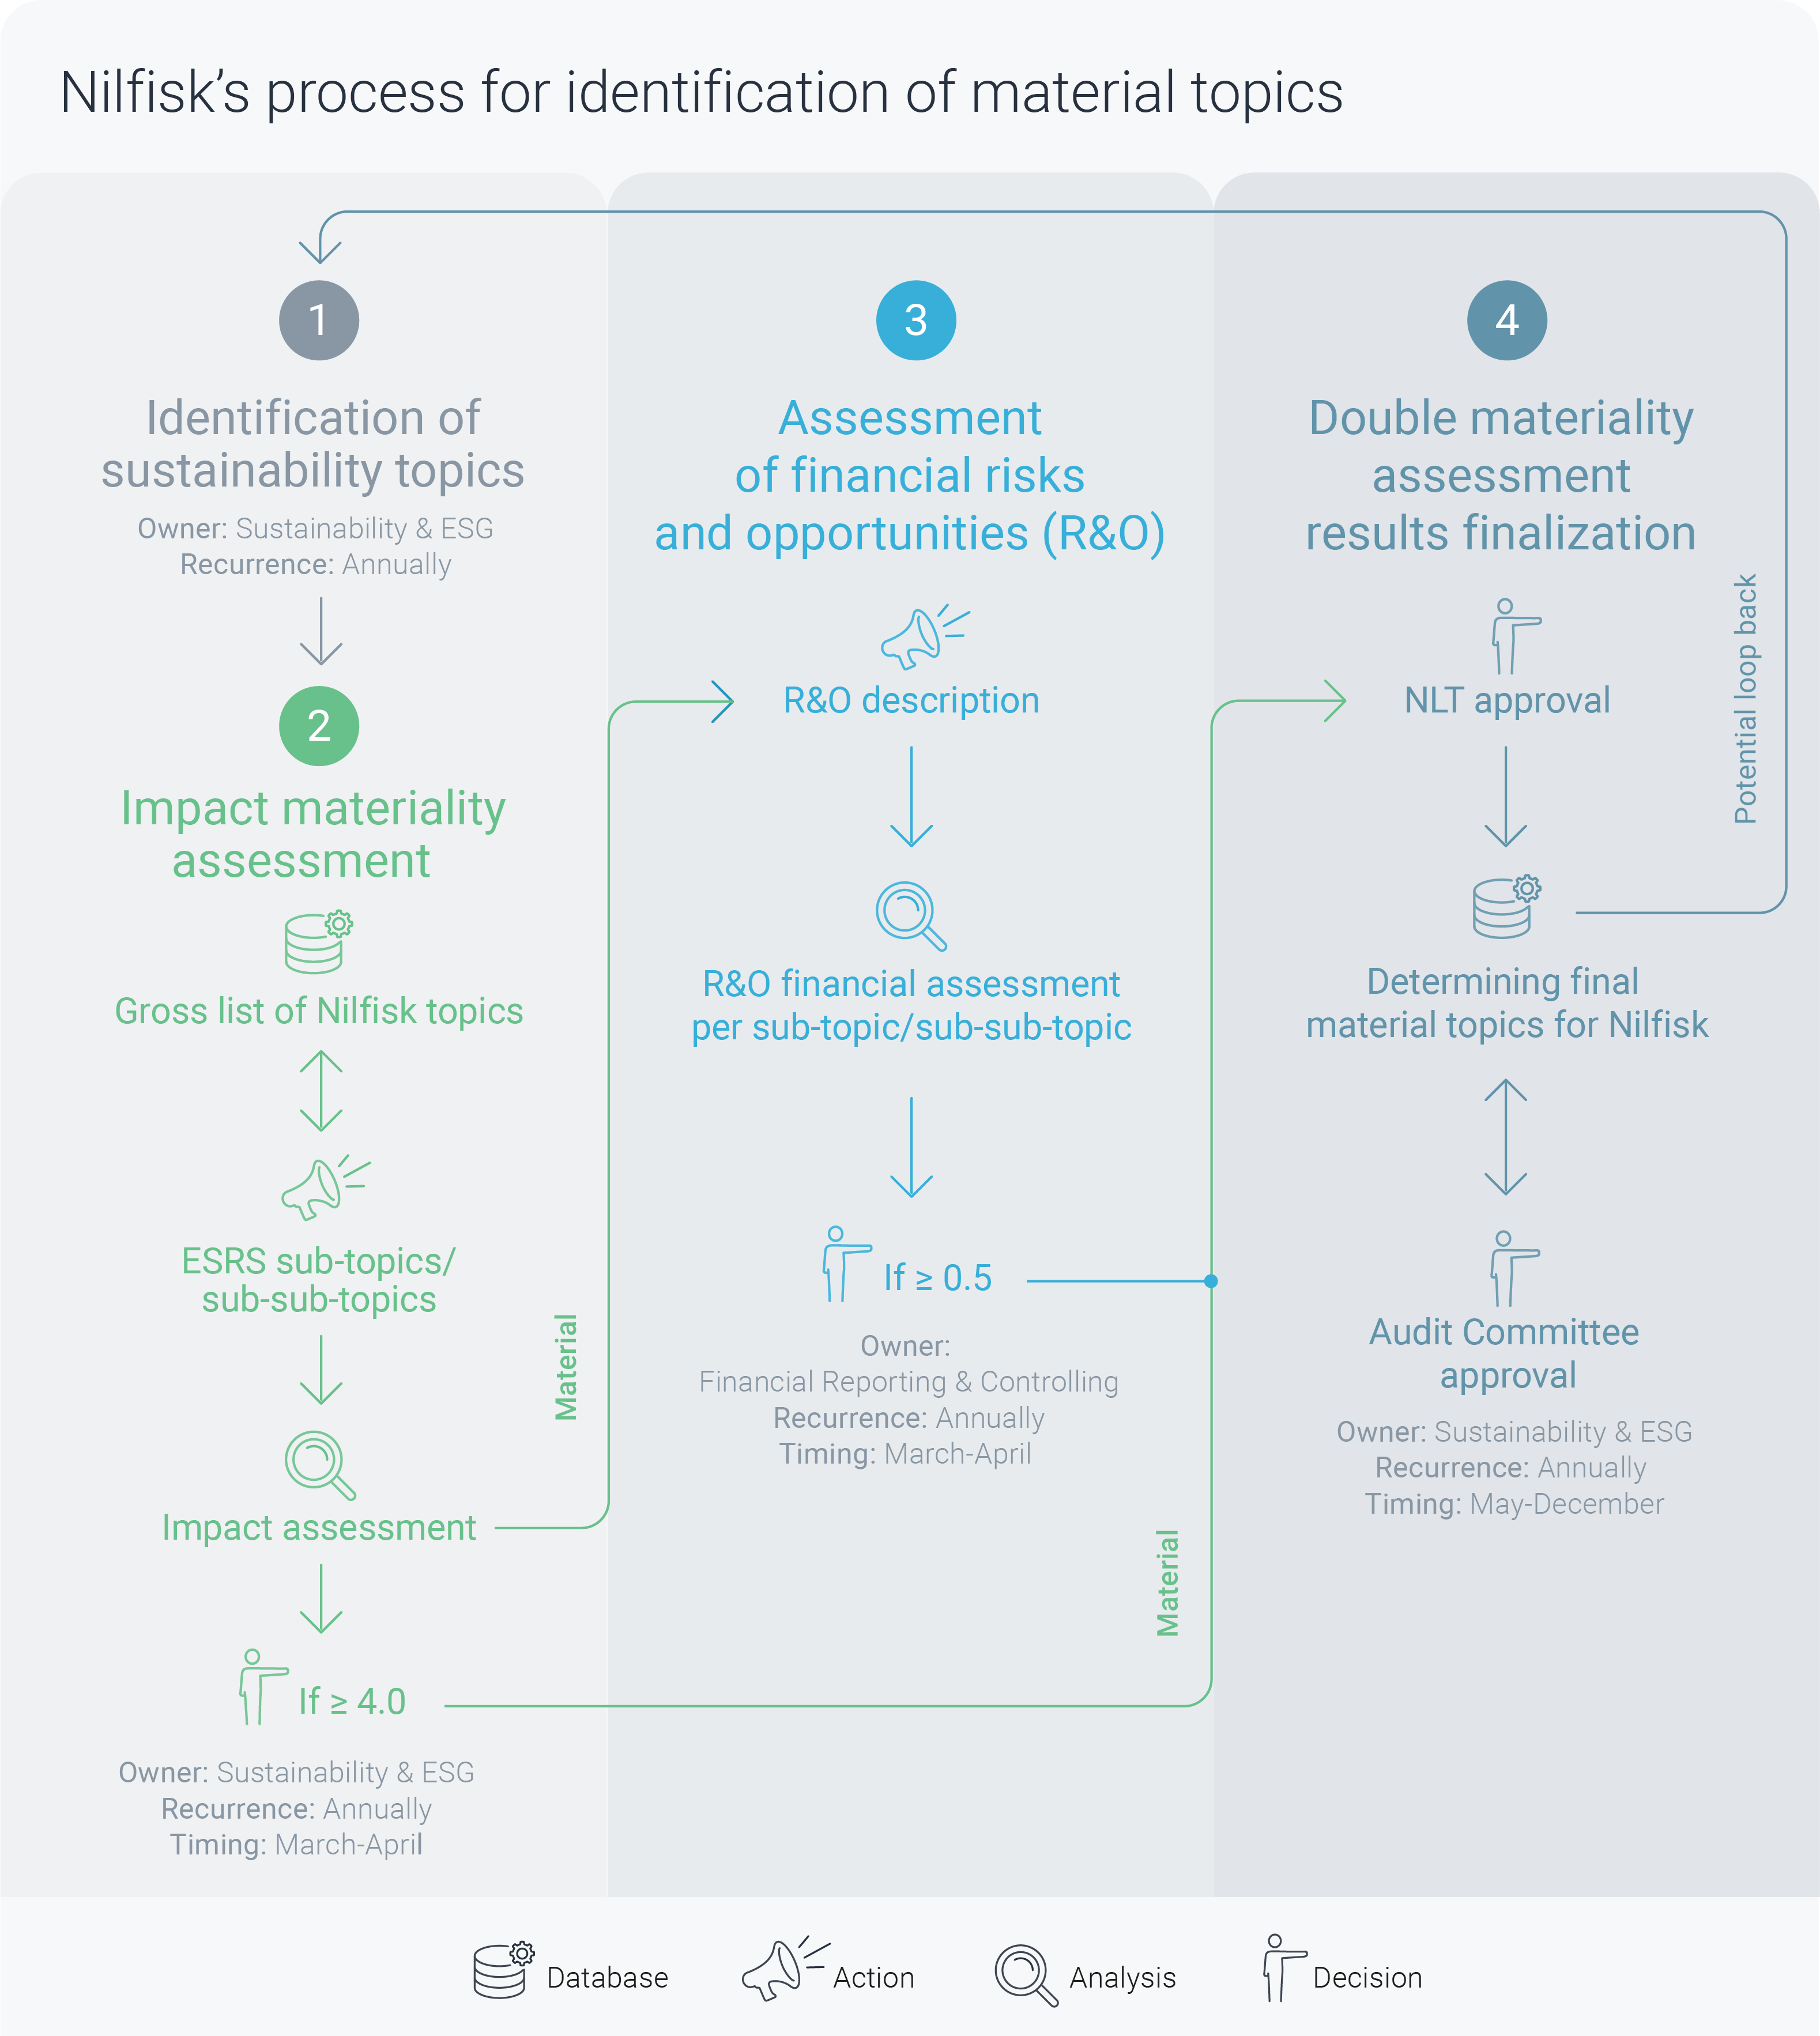 Nilfisk’s process for identification of material topics
1
Identification of
sustainability topics
Owner: Sustainability & ESG
Recurrence: Annually
2
Impact materiality
assessment
Gross list of Nilfisk topics
ESRS sub-topics/
sub-sub-topics
Impact assessment
If ≥ 4.0
Owner: Sustainability & ESG
Recurrence: Annually
Timing: March-April
Material
3
Assessment
of financial risks
and opportunities (R&O)
R&O description
R&O financial assessment
per sub-topic/sub-sub-topic
If ≥ 0.5
Owner:
Financial Reporting & Controlling
Recurrence: Annually
Timing: March-April
Material
4
Double materiality
assessment
results finalization
NLT approval
Determining final
material topics for Nilfisk
Audit Committee
approval
Owner: Sustainability & ESG
Recurrence: Annually
Timing: May-December
Potential loop back
Database
Action
Analysis
Decision